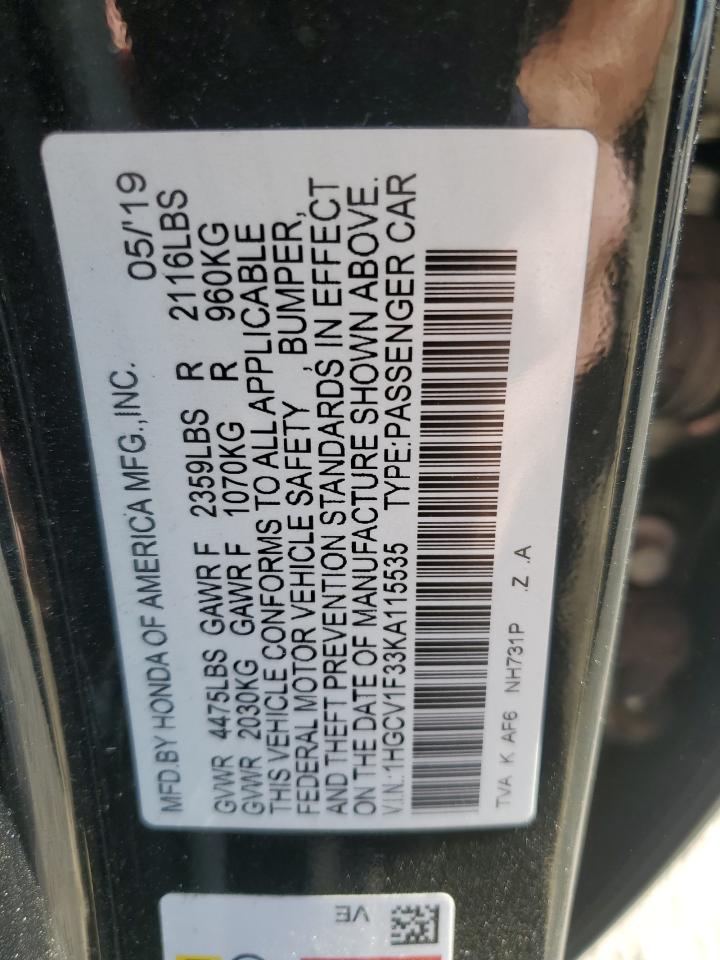 MFD.BY HONDA OF AMERICA MFG.,INC. 05/'19
GVWR 4475LBS GAWR F 2359LBS R 2116LBS
GVWR 2030KG GAWR F 1070KG R 960KG
THIS VEHICLE CONFORMS TO ALL APPLICABLE
FEDERAL MOTOR VEHICLE SAFETY , BUMPER,
AND THEFT PREVENTION STANDARDS IN EFFECT
ON THE DATE OF MANUFACTURE SHOWN ABOVE.
V.I.N.:1HGCV1F33KA115535 TYPE:PASSENGER CAR
TVA K AF6 NH731P .Z .A
VE